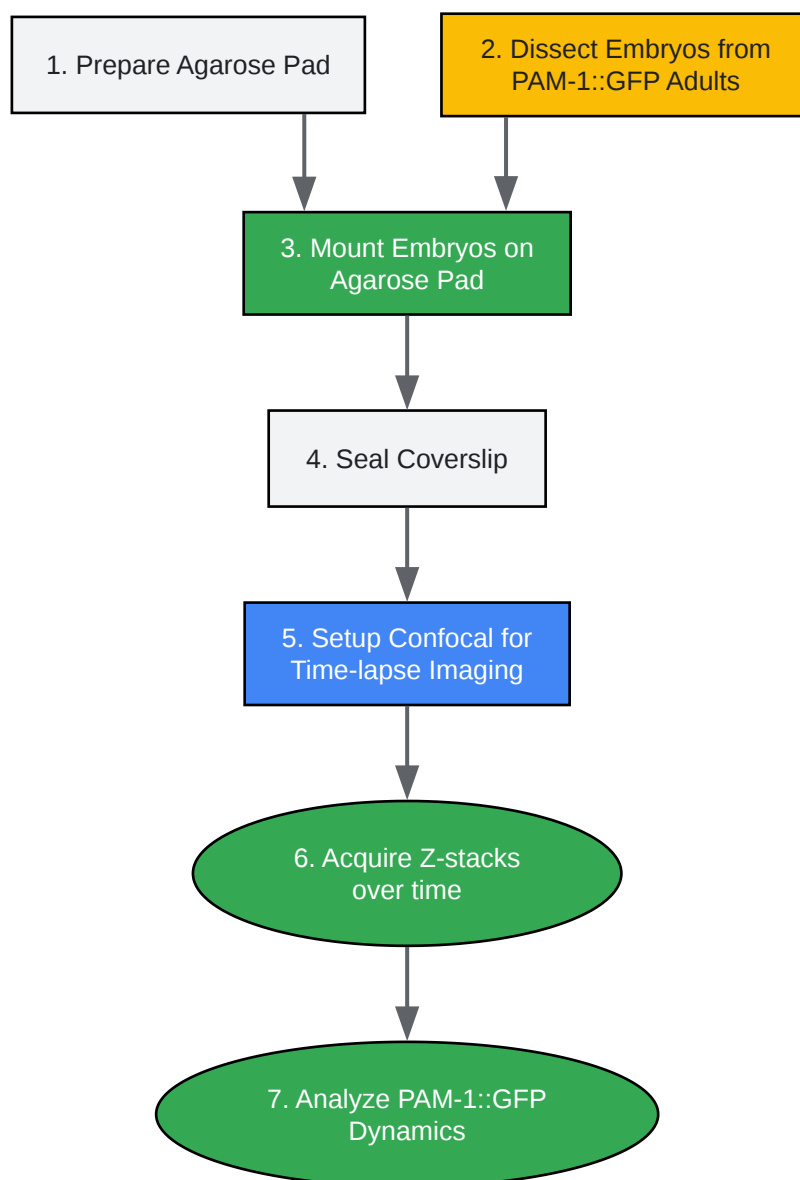 1. Prepare Agarose Pad
2. Dissect Embryos from
PAM-1::GFP Adults
3. Mount Embryos on
Agarose Pad
4. Seal Coverslip
5. Setup Confocal for
Time-lapse Imaging
6. Acquire Z-stacks
over time
7. Analyze PAM-1::GFP
Dynamics